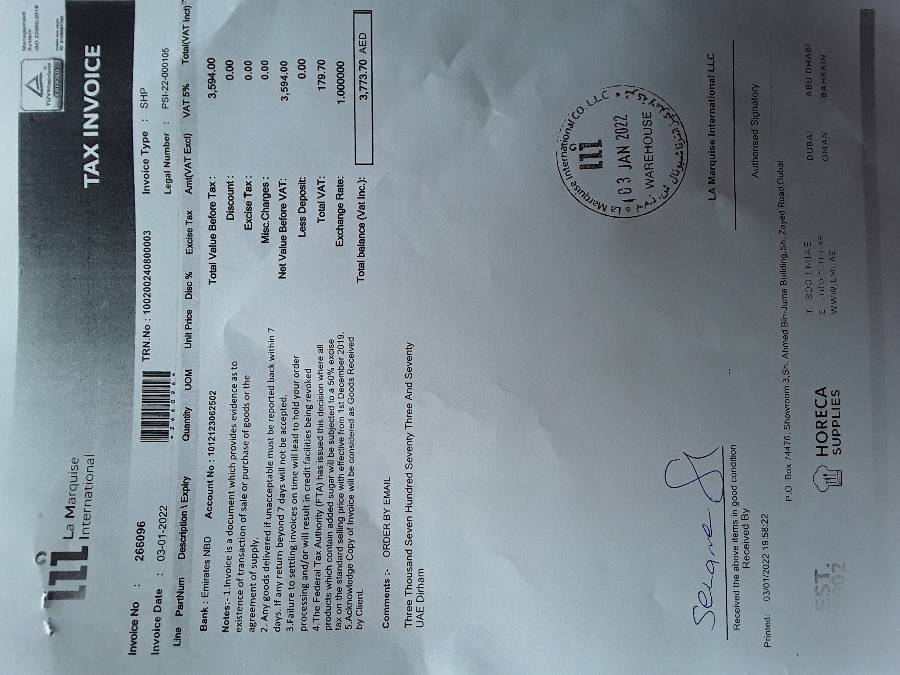 La Marquise
International
Management
System
ISO 22000:2018
TÜVRheinland
CERTIFIED
TAX INVOICE
Invoice No : 266096
TRN.No : 100200240800003
Invoice Type : SHP
Invoice Date : 03-01-2022
Legal Number : PSI-22-000105
Line PartNum Description \ Expiry Quantity UOM Unit Price Disc % Excise Tax Amt(VAT Excl) VAT 5% Total(VAT Incl)
Bank : Emirates NBD Account No : 1012123062502
Notes:- 1.Invoice is a document which provides evidence as to
existence of transaction of sale or purchase of goods or the
agreement of supply.
2. Any goods delivered if unacceptable must be reported back within 7
days. If any return beyond 7 days will not be accepted.
3.Failure to settling invoices on time will lead to hold your order
processing and/or will result in credit facilities being revoked
4.The Federal Tax Authority (FTA) has issued this decision where all
products which contain added sugar will be subjected to a 50% excise
tax on the standard selling price with effective from 1st December 2019.
5.Acknowledge Copy of Invoice will be considered as Goods Received
by Client.
Total Value Before Tax : 3,594.00
Discount : 0.00
Excise Tax : 0.00
Misc.Charges : 0.00
Net Value Before VAT: 3,594.00
Less Deposit: 0.00
Total VAT: 179.70
Exchange Rate: 1.000000
Total balance (Vat Inc.): 3,773.70 AED
Comments :- ORDER BY EMAIL
Three Thousand Seven Hundred Seventy Three And Seventy
UAE Dirham
La Marquise International CO. L.L.C
03 JAN 2022
WAREHOUSE
Received the above items in good condition
Received By
LA Marquise International LLC
Authorised Signatory
Printed: 03/01/2022 19:58:22
P.O. Box 74476, Showroom 3,Sh. Ahmed Bin Juma Building,Sh. Zayed Road,Dubai
EST.
HORECA
SUPPLIES
T 800 LMIAE
WWW.LMI.AE
DUBAI
OMAN
ABU DHABI
BAHRAIN